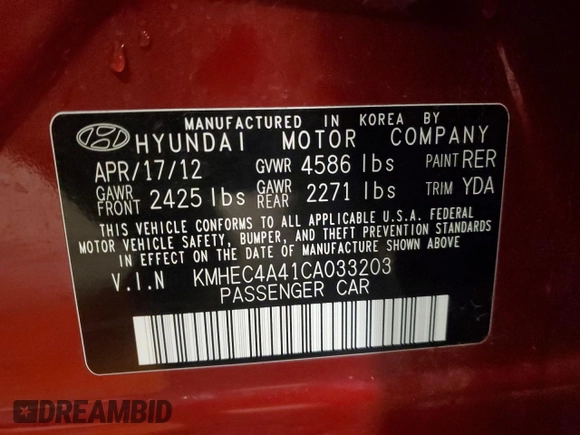 MANUFACTURED IN KOREA BY
HYUNDAI MOTOR COMPANY
APR/17/12 GVWR 4586 lbs PAINT RER
GAWR FRONT 2425 lbs GAWR REAR 2271 lbs TRIM YDA
THIS VEHICLE CONFORMS TO ALL APPLICABLE U.S.A. FEDERAL
MOTOR VEHICLE SAFETY, BUMPER, AND THEFT PREVENTION STANDARDS
IN EFFECT ON THE DATE OF MANUFACTURE SHOWN ABOVE.
V.I.N KMHEC4A41CA033203
PASSENGER CAR
DREAMBID